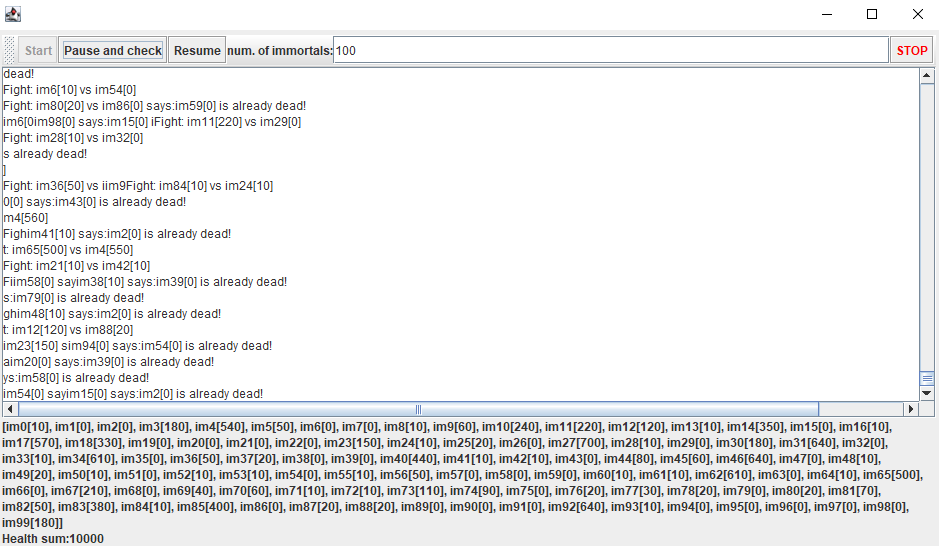 Start Pause and check Resume num. of immortals: 100 STOP
dead!
Fight: im6[10] vs im54[0]
Fight: im80[20] vs im86[0] says:im59[0] is already dead!
im6[0im98[0] says:im15[0] iFight: im11[220] vs im29[0]
Fight: im28[10] vs im32[0]
s already dead!
]
Fight: im36[50] vs iim9Fight: im84[10] vs im24[10]
0[0] says:im43[0] is already dead!
m4[560]
Fighim41[10] says:im2[0] is already dead!
t: im65[500] vs im4[550]
Fight: im21[10] vs im42[10]
Fiim58[0] sayim38[10] says:im39[0] is already dead!
s:im79[0] is already dead!
ghim48[10] says:im2[0] is already dead!
t: im12[120] vs im88[20]
im23[150] sim94[0] says:im54[0] is already dead!
aim20[0] says:im39[0] is already dead!
ys:im58[0] is already dead!
im54[0] sayim15[0] says:im2[0] is already dead!
[im0[10], im1[0], im2[0], im3[180], im4[540], im5[50], im6[0], im7[0], im8[10], im9[60], im10[240], im11[220], im12[120], im13[10], im14[350], im15[0], im16[10],
im17[570], im18[330], im19[0], im20[0], im21[0], im22[0], im23[150], im24[10], im25[20], im26[0], im27[700], im28[10], im29[0], im30[180], im31[640], im32[0],
im33[10], im34[610], im35[0], im36[50], im37[20], im38[0], im39[0], im40[440], im41[10], im42[10], im43[0], im44[80], im45[60], im46[640], im47[0], im48[10],
im49[20], im50[10], im51[0], im52[10], im53[10], im54[0], im55[10], im56[50], im57[0], im58[0], im59[0], im60[10], im61[10], im62[610], im63[0], im64[10], im65[500],
im66[0], im67[210], im68[0], im69[40], im70[60], im71[10], im72[10], im73[110], im74[90], im75[0], im76[20], im77[30], im78[20], im79[0], im80[20], im81[70],
im82[50], im83[380], im84[10], im85[400], im86[0], im87[20], im88[20], im89[0], im90[0], im91[0], im92[640], im93[10], im94[0], im95[0], im96[0], im97[0], im98[0],
im99[180]]
Health sum:10000